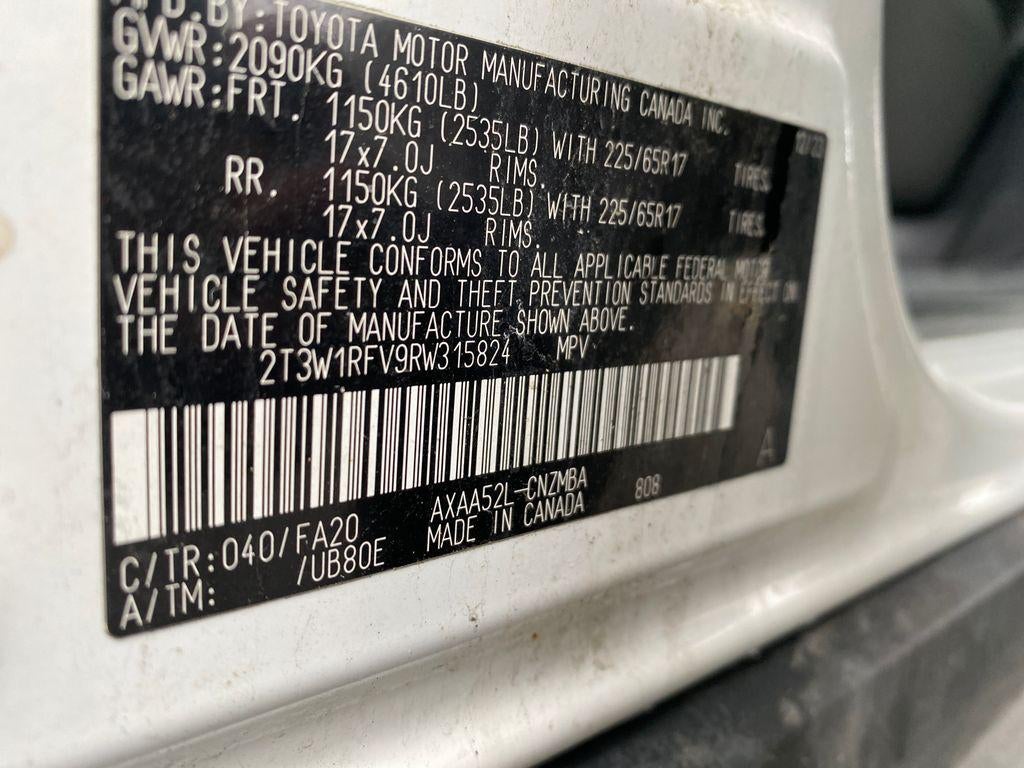 MFD.BY:TOYOTA MOTOR MANUFACTURING CANADA INC.
GVWR:2090KG (4610LB)
GAWR:FRT. 1150KG (2535LB) WITH 225/65R17 TIRES,
17x7.0J RIMS.
RR. 1150KG (2535LB) WITH 225/65R17 TIRES,
17x7.0J RIMS.
THIS VEHICLE CONFORMS TO ALL APPLICABLE FEDERAL MOTOR
VEHICLE SAFETY AND THEFT PREVENTION STANDARDS IN EFFECT ON
THE DATE OF MANUFACTURE SHOWN ABOVE.
2T3W1RFV9RW315824 MPV
C/TR:040/FA20 AXAA52L-CNZMBA 808 A
A/TM: /UB80E MADE IN CANADA